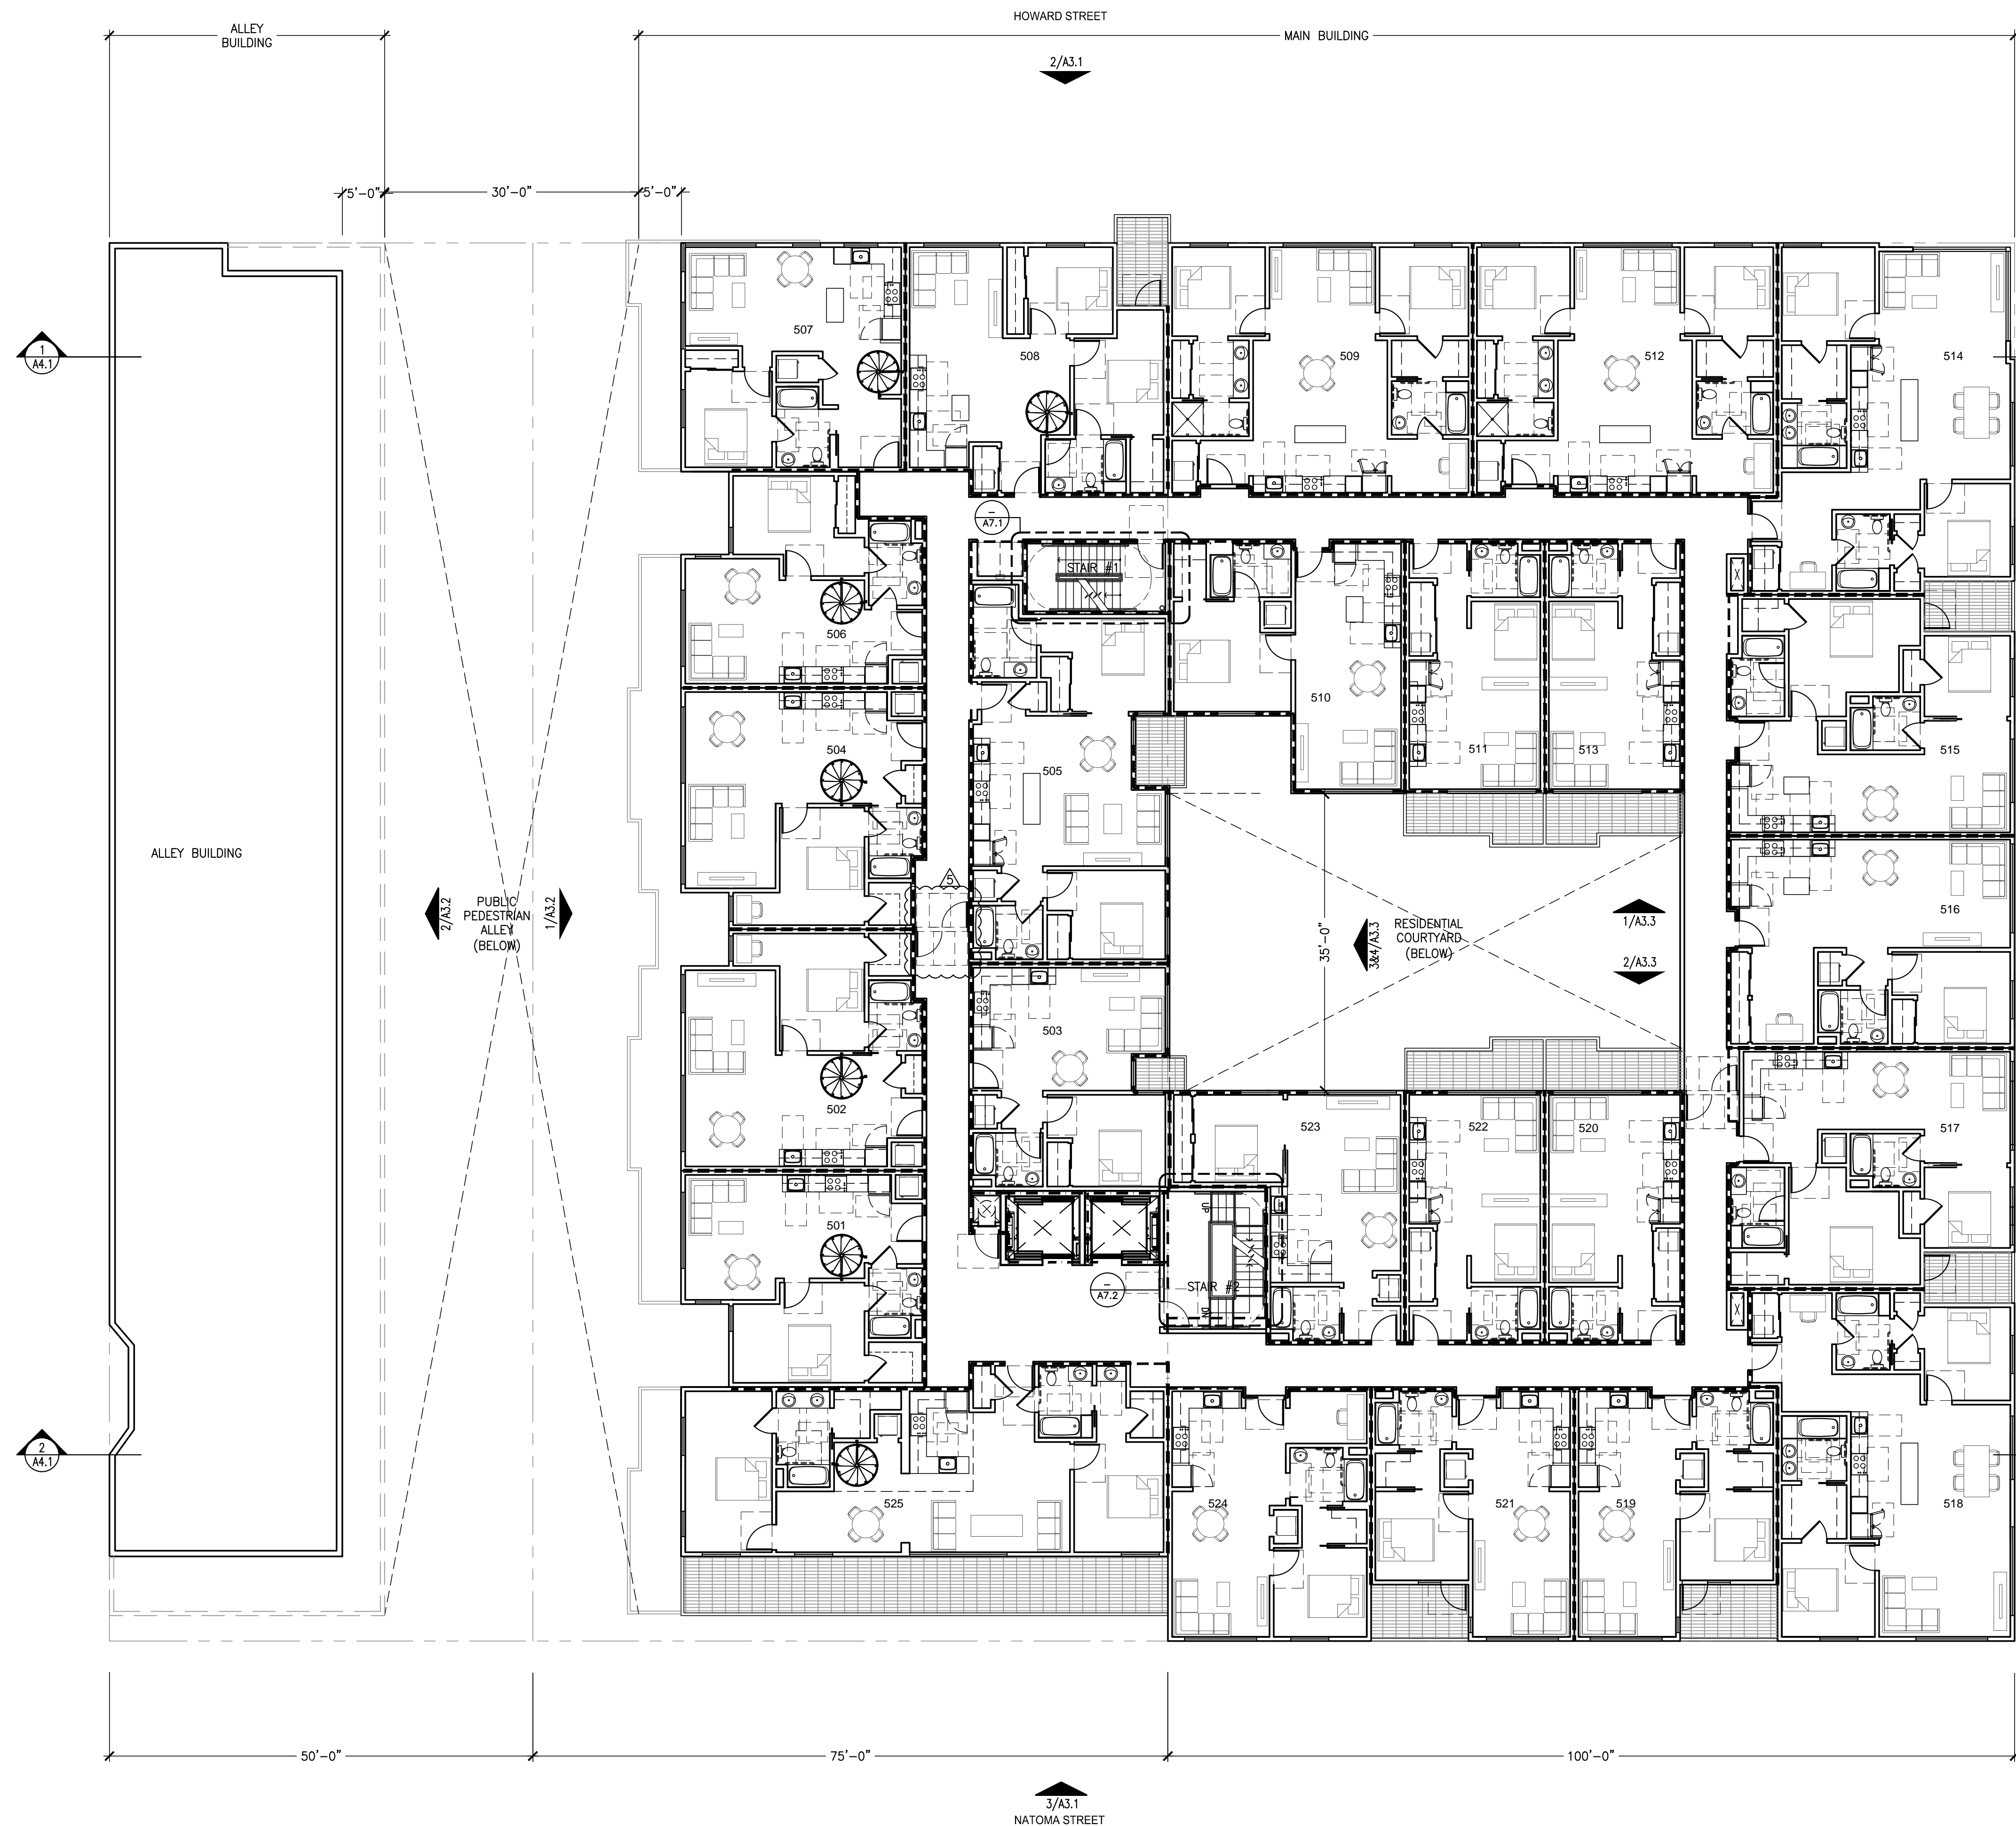 HOWARD STREET
ALLEY
BUILDING
MAIN BUILDING
2/A3.1
5'-0"
30'-0"
5'-0"
507
508
509
512
514
1
A4.1
-
A7.1
STAIR #1
506
510
504
505
511
513
515
ALLEY BUILDING
5
2/A3.2
PUBLIC
PEDESTRIAN
ALLEY
(BELOW)
1/A3.2
35'-0"
3&4/A3.3
RESIDENTIAL
COURTYARD
(BELOW)
1/A3.3
2/A3.3
516
503
502
523
522
520
517
501
UP
STAIR #2
DN
-
A7.2
2
A4.1
525
524
521
519
518
50'-0"
75'-0"
100'-0"
3/A3.1
NATOMA STREET